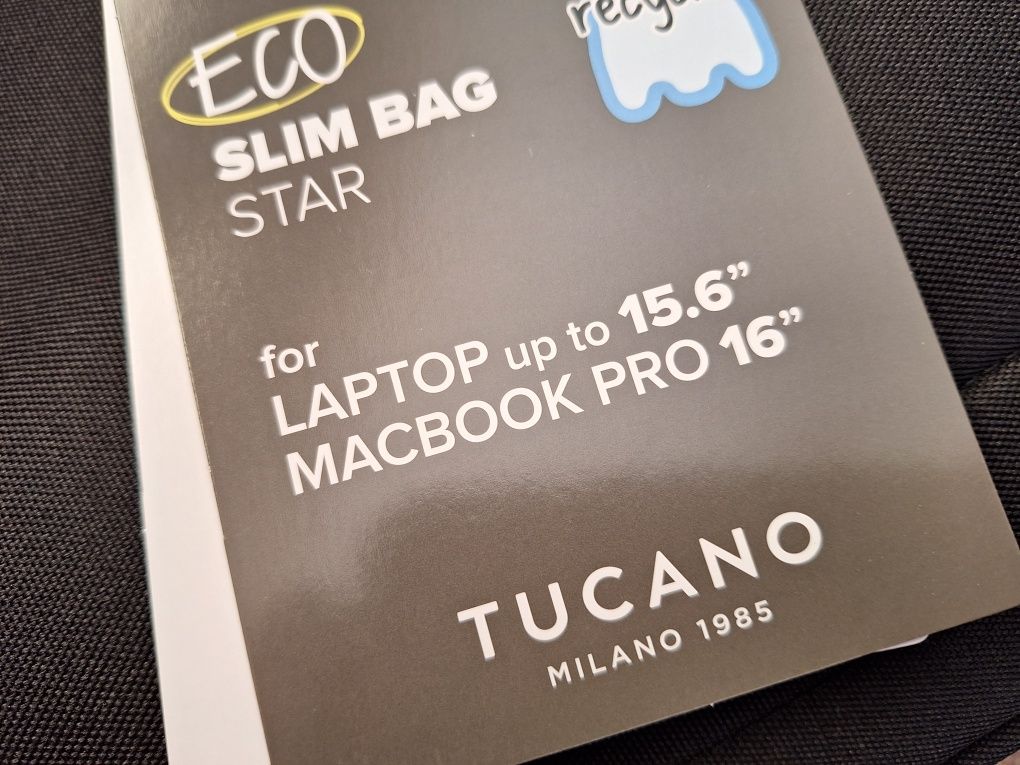 ECO
SLIM BAG
STAR
for
LAPTOP up to 15.6”
MACBOOK PRO 16”
TUCANO
MILANO 1985